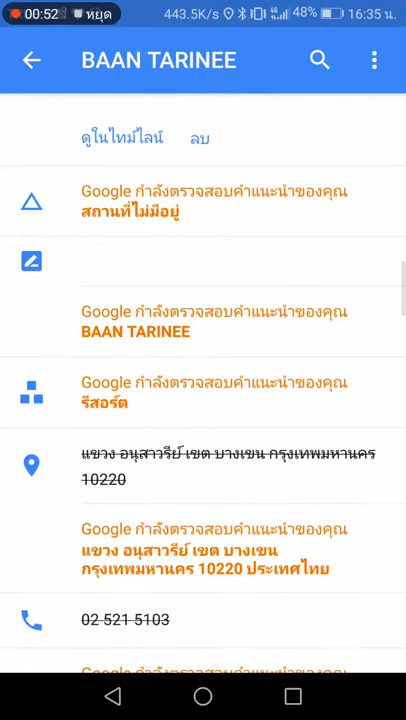 00:52 หยุด 443.5K/s 48% 16:35 น.
BAAN TARINEE
ดูในไทม์ไลน์ ลบ
Google กำลังตรวจสอบคำแนะนำของคุณ
สถานที่ไม่มีอยู่
Google กำลังตรวจสอบคำแนะนำของคุณ
BAAN TARINEE
Google กำลังตรวจสอบคำแนะนำของคุณ
รีสอร์ต
แขวง อนุสาวรีย์ เขต บางเขน กรุงเทพมหานคร
10220
Google กำลังตรวจสอบคำแนะนำของคุณ
แขวง อนุสาวรีย์ เขต บางเขน
กรุงเทพมหานคร 10220 ประเทศไทย
02 521 5103